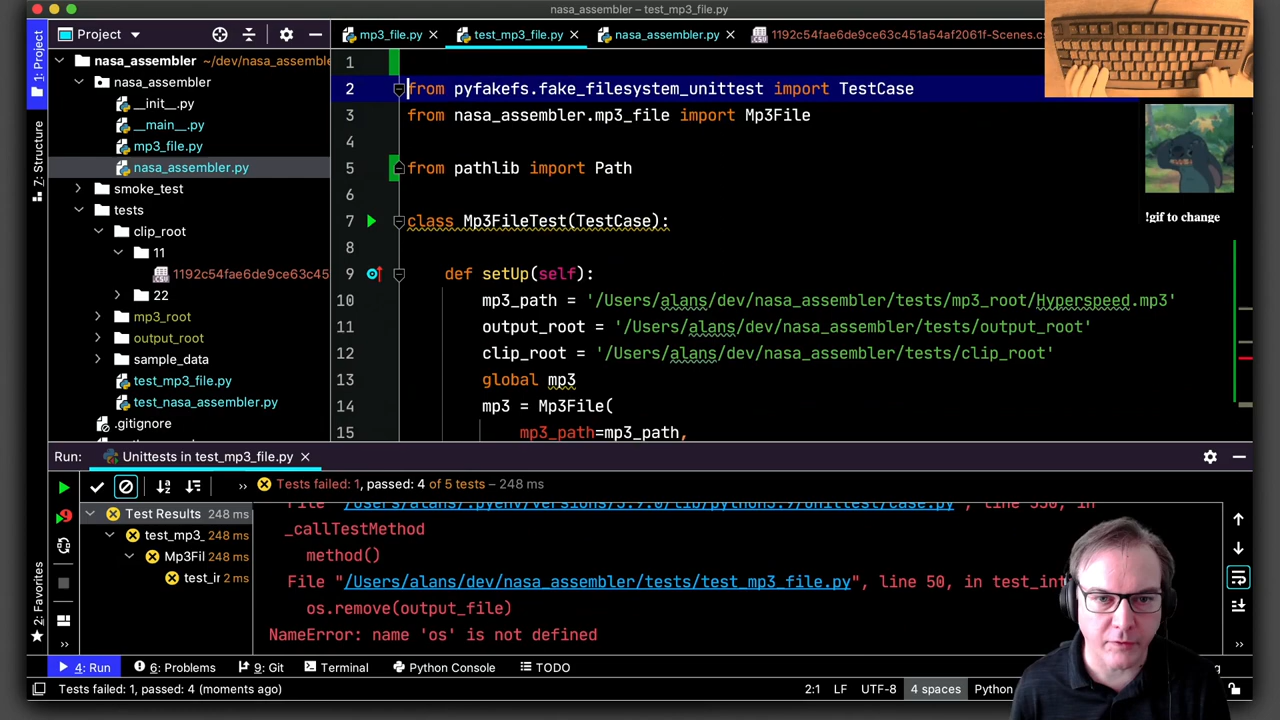 nasa_assembler – test_mp3_file.py
Project
mp3_file.py
test_mp3_file.py
nasa_assembler.py
1192c54fae6de9ce63c451a54af2061f-Scenes.cs
1: Project
7: Structure
2: Favorites
nasa_assembler ~/dev/nasa_assemble
nasa_assembler
__init__.py
__main__.py
mp3_file.py
nasa_assembler.py
smoke_test
tests
clip_root
11
1192c54fae6de9ce63c45
22
mp3_root
output_root
sample_data
test_mp3_file.py
test_nasa_assembler.py
.gitignore
1
2 from pyfakefs.fake_filesystem_unittest import TestCase
3 from nasa_assembler.mp3_file import Mp3File
4
5 from pathlib import Path
6
7 class Mp3FileTest(TestCase):
8
9 def setUp(self):
10 mp3_path = '/Users/alans/dev/nasa_assembler/tests/mp3_root/Hyperspeed.mp3'
11 output_root = '/Users/alans/dev/nasa_assembler/tests/output_root'
12 clip_root = '/Users/alans/dev/nasa_assembler/tests/clip_root'
13 global mp3
14 mp3 = Mp3File(
15 mp3_path=mp3_path,
!gif to change
Run: Unittests in test_mp3_file.py
Tests failed: 1, passed: 4 of 5 tests – 248 ms
Test Results 248 ms
test_mp3_ 248 ms
Mp3Fil 248 ms
test_ir 2 ms
File "/Users/alans/.pyenv/versions/3.9.0/lib/python3.9/unittest/case.py", line 550, in
_callTestMethod
method()
File "/Users/alans/dev/nasa_assembler/tests/test_mp3_file.py", line 50, in test_int
os.remove(output_file)
NameError: name 'os' is not defined
4: Run
6: Problems
9: Git
Terminal
Python Console
TODO
Tests failed: 1, passed: 4 (moments ago)
2:1 LF UTF-8 4 spaces Python